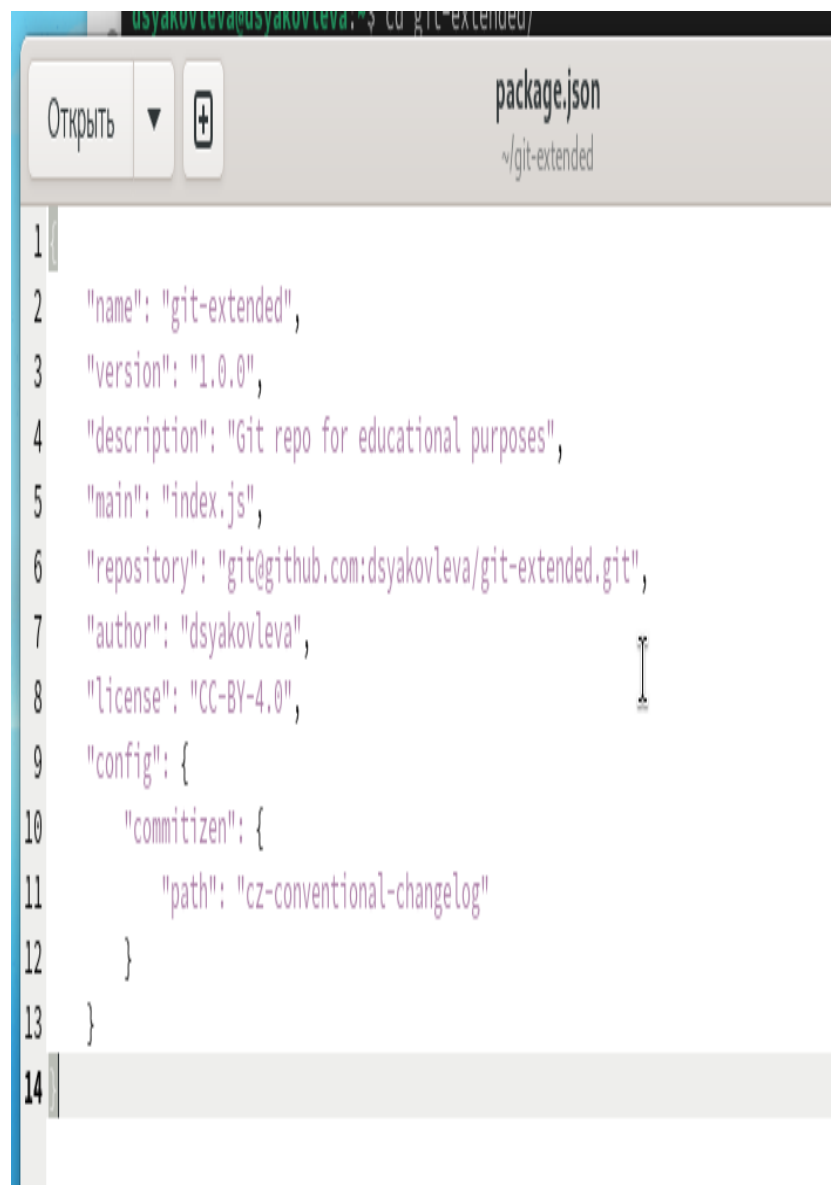 dsyakovleva@dsyakovleva:~$ cd git-extended/
Открыть
package.json
~/git-extended
1 {
2 "name": "git-extended",
3 "version": "1.0.0",
4 "description": "Git repo for educational purposes",
5 "main": "index.js",
6 "repository": "git@github.com:dsyakovleva/git-extended.git",
7 "author": "dsyakovleva",
8 "license": "CC-BY-4.0",
9 "config": {
10 "commitizen": {
11 "path": "cz-conventional-changelog"
12 }
13 }
14 }